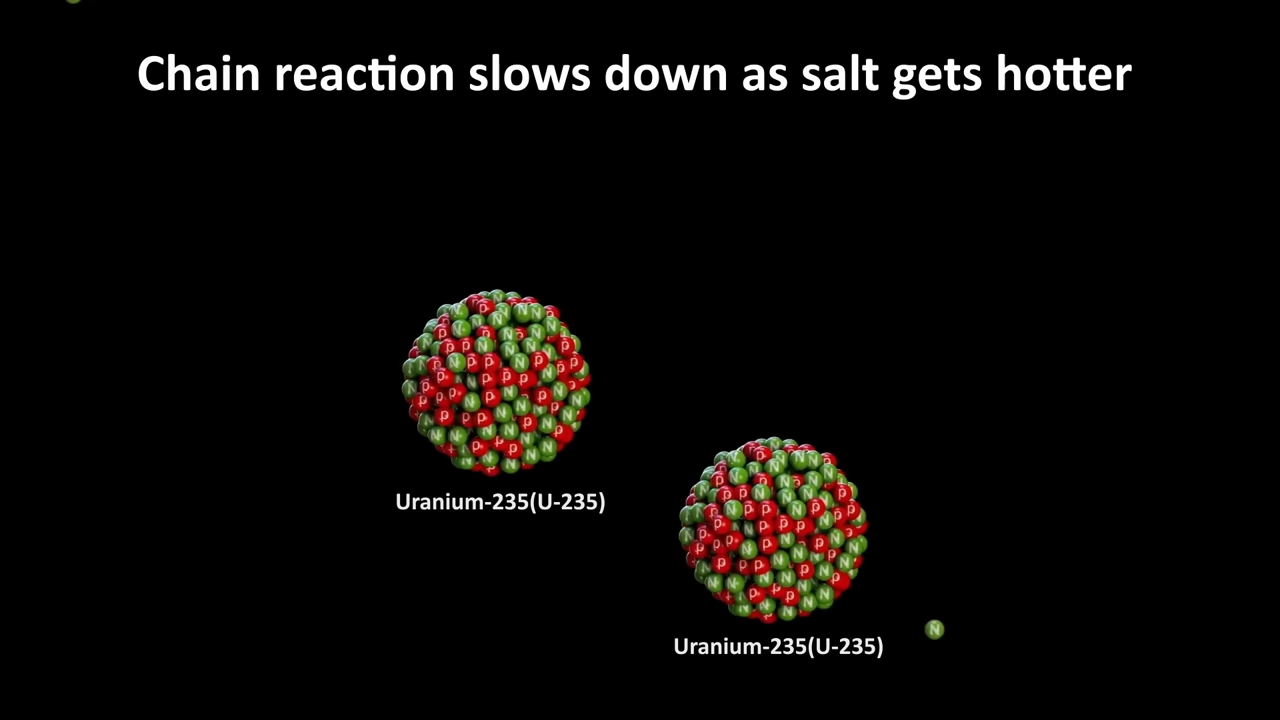 Chain reaction slows down as salt gets hotter
Uranium-235(U-235)
Uranium-235(U-235)
N